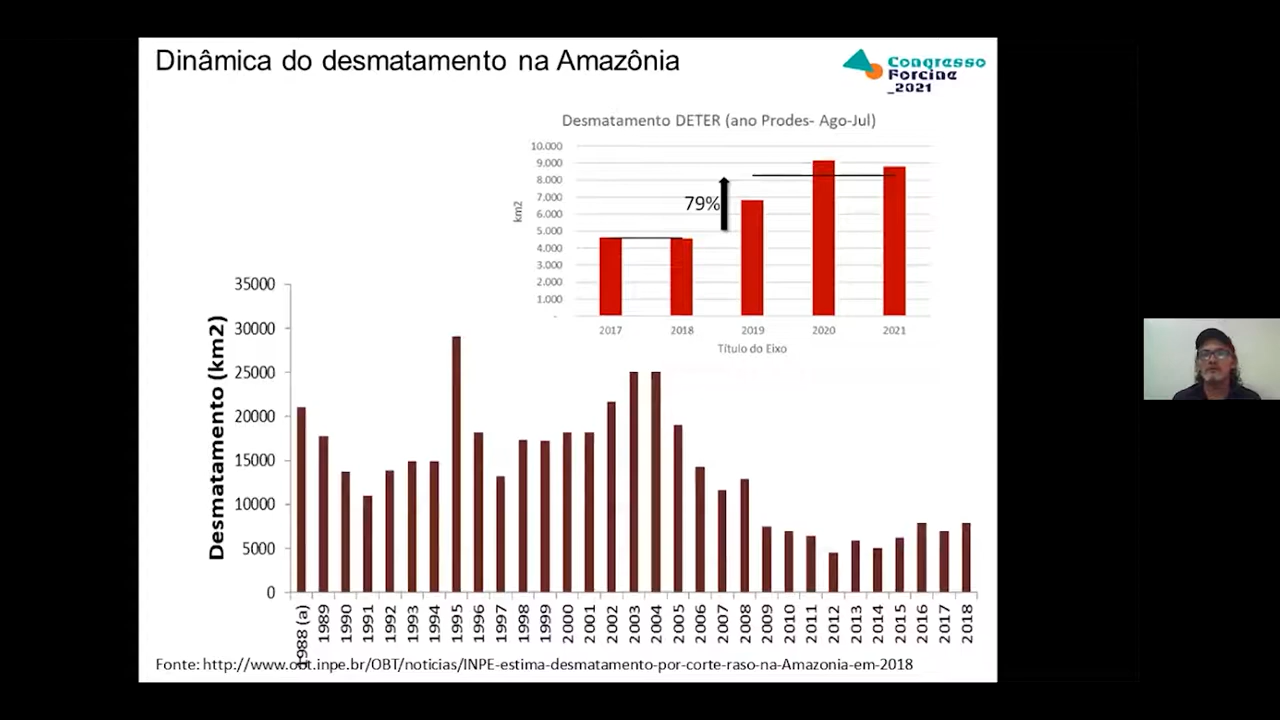 Dinâmica do desmatamento na Amazônia
Congresso
Forcine
_2021
Desmatamento DETER (ano Prodes- Ago-Jul)
10.000
9.000
8.000
7.000
6.000
5.000
4.000
3.000
2.000
1.000
-
km2
79%
2017 2018 2019 2020 2021
Título do Eixo
Desmatamento (km2)
35000
30000
25000
20000
15000
10000
5000
0
1988 (a) 1989 1990 1991 1992 1993 1994 1995 1996 1997 1998 1999 2000 2001 2002 2003 2004 2005 2006 2007 2008 2009 2010 2011 2012 2013 2014 2015 2016 2017 2018
Fonte: http://www.obt.inpe.br/OBT/noticias/INPE-estima-desmatamento-por-corte-raso-na-Amazonia-em-2018